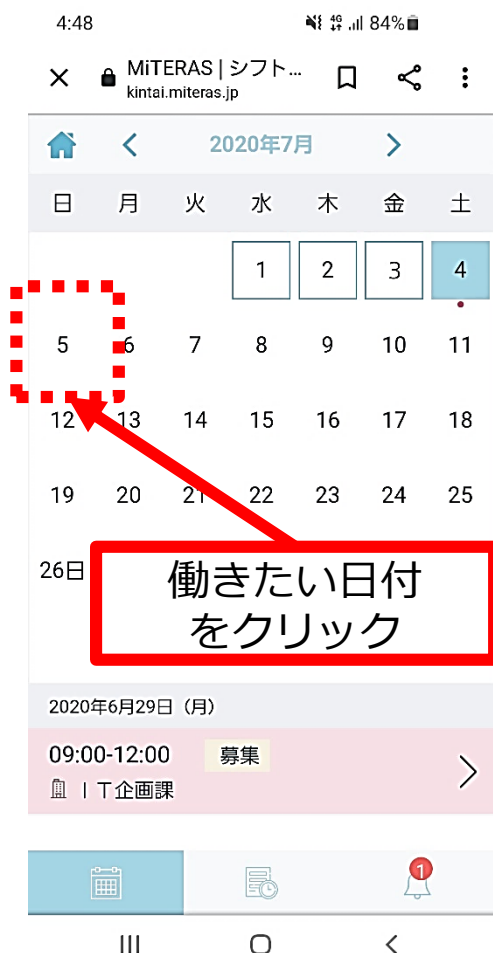 4:48 4G 84%
MiTERAS | シフト...
kintai.miteras.jp
2020年7月
日 月 火 水 木 金 土
1 2 3 4
5 6 7 8 9 10 11
12 13 14 15 16 17 18
19 20 21 22 23 24 25
26日
働きたい日付
をクリック
2020年6月29日（月）
09:00-12:00 募集
ＩＴ企画課
1